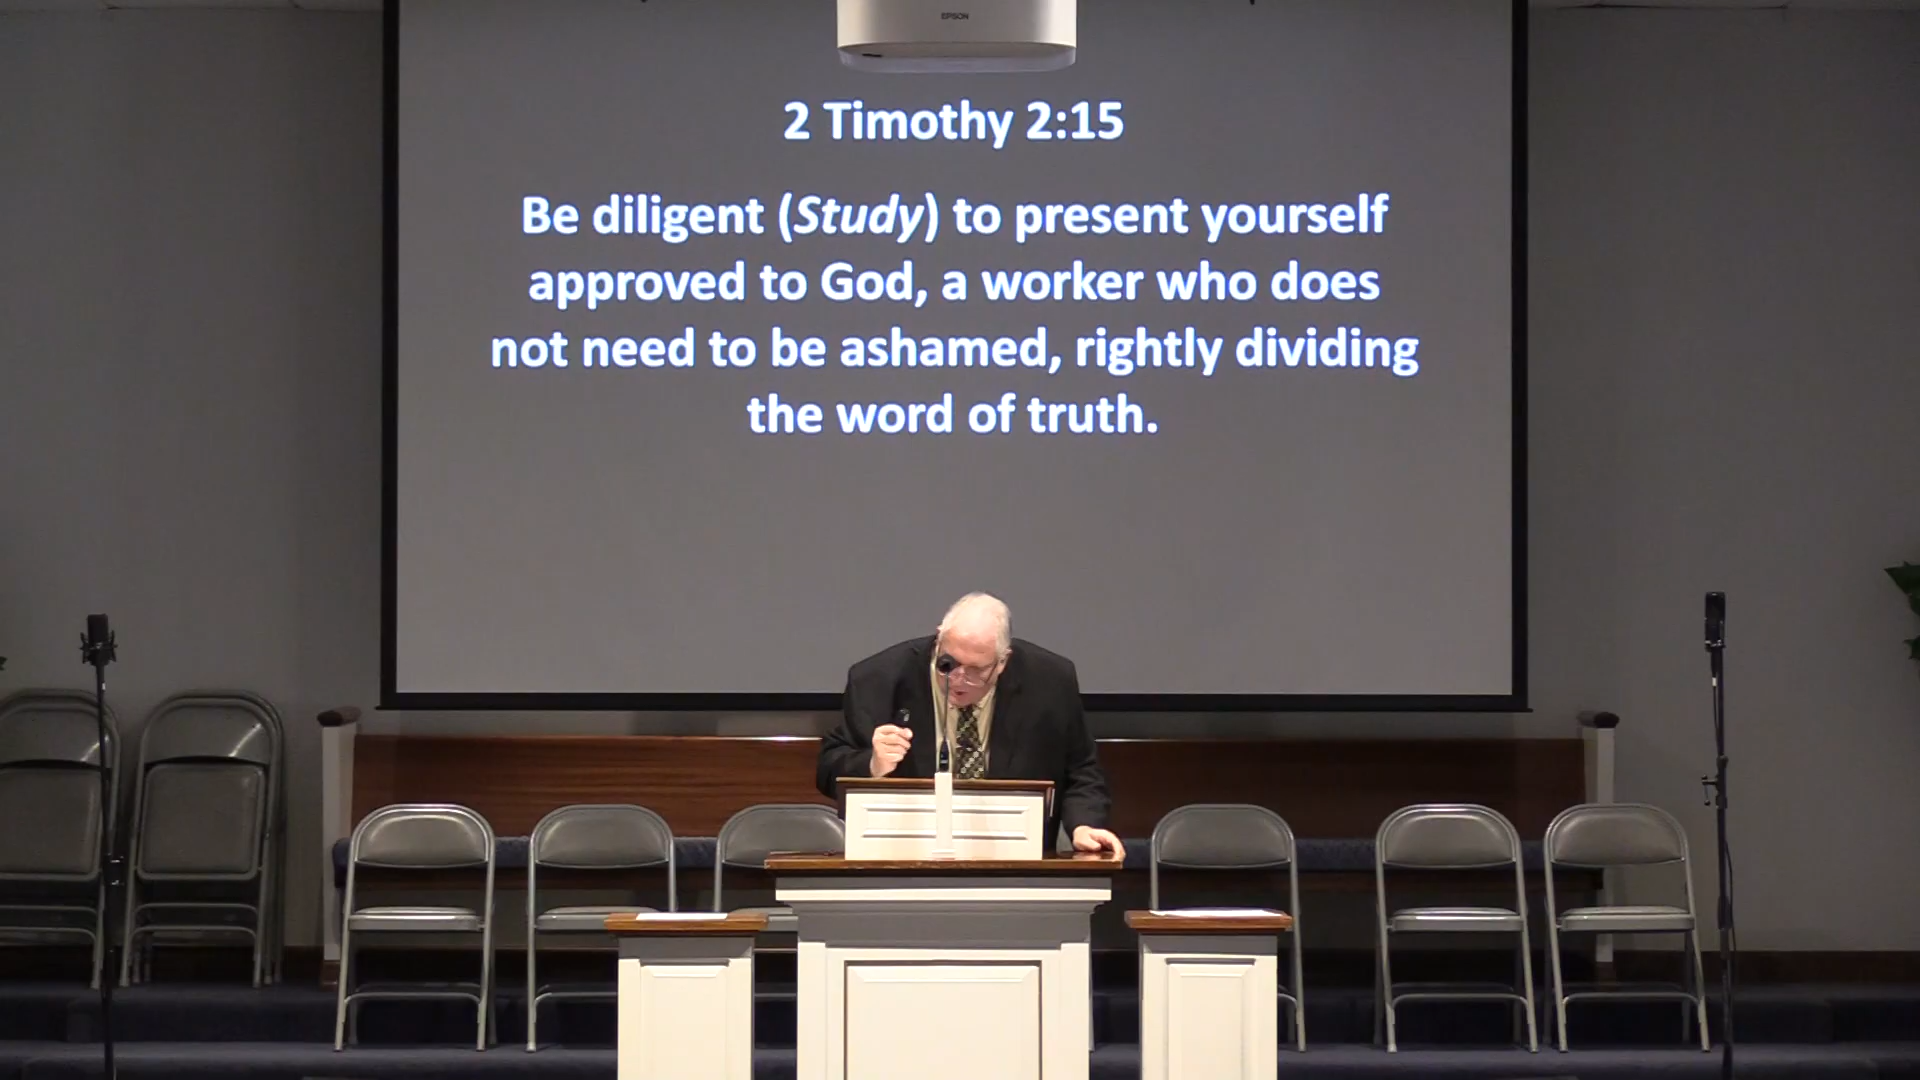 EPSON
2 Timothy 2:15
Be diligent (Study) to present yourself
approved to God, a worker who does
not need to be ashamed, rightly dividing
the word of truth.